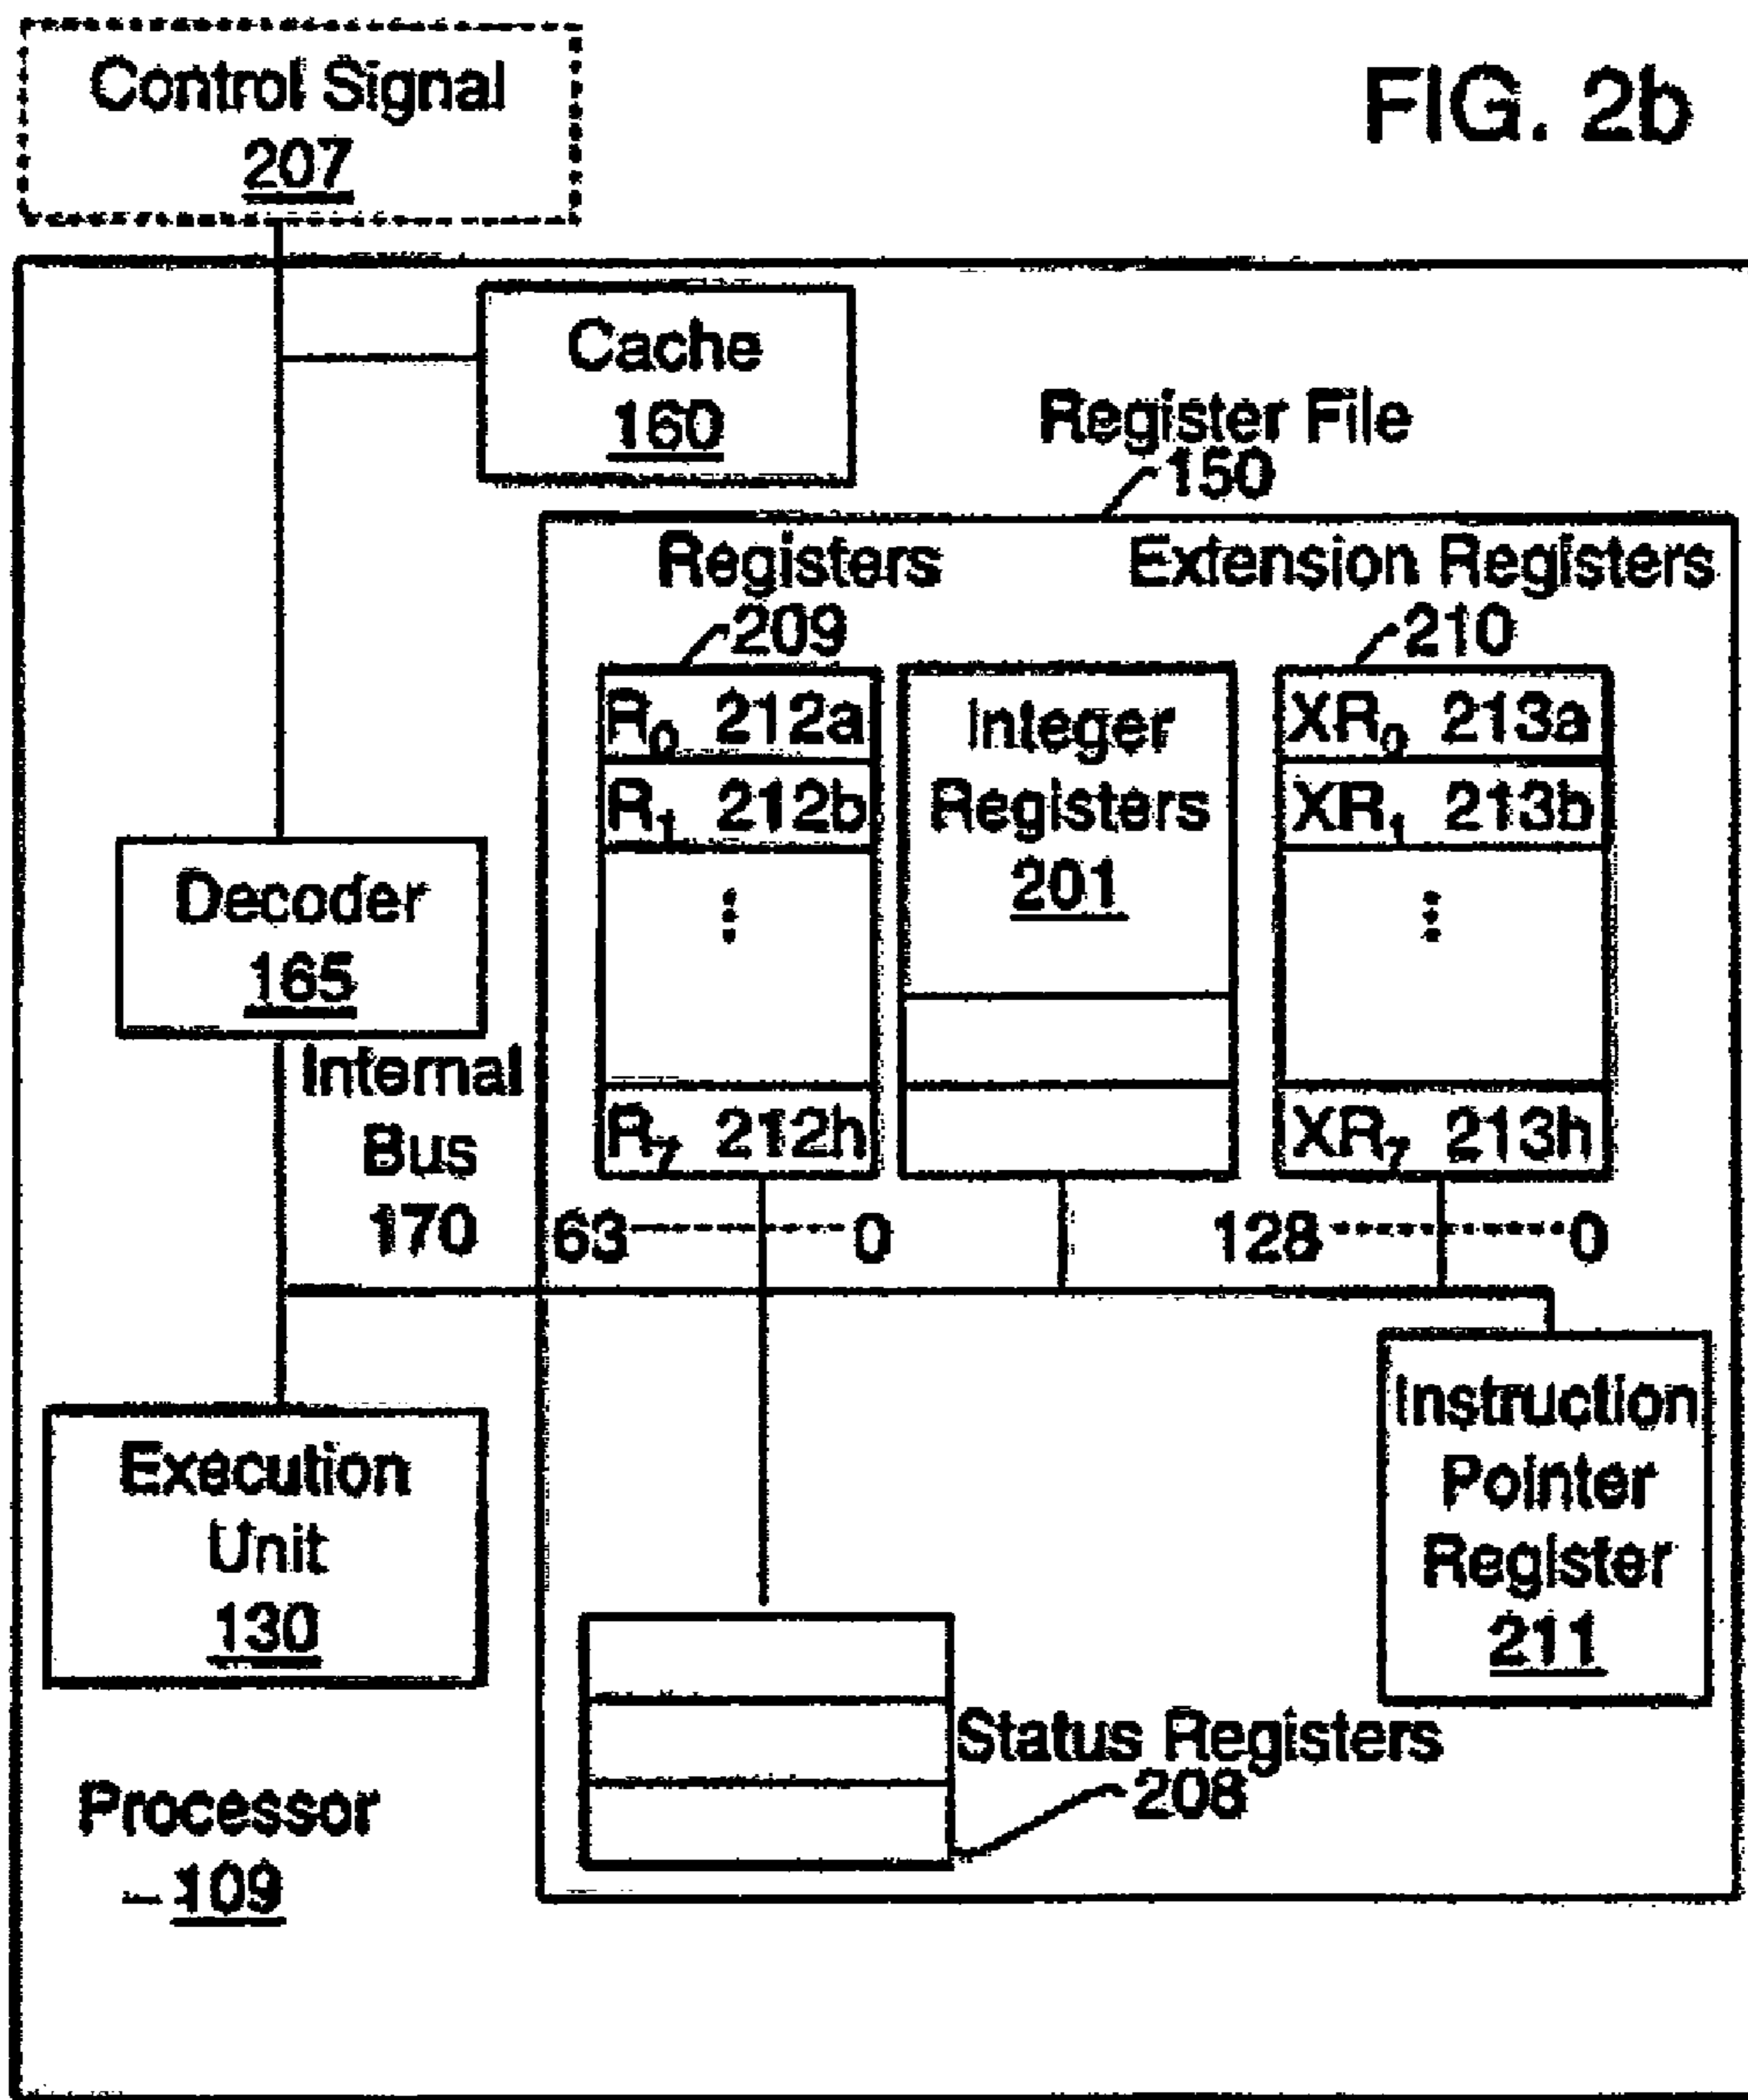 Control Signal
207
FIG. 2b
Cache
160
Register File
150
Registers
209
Extension Registers
210
R0 212a
R1 212b
⋮
R7 212h
Integer
Registers
201
XR0 213a
XR1 213b
⋮
XR7 213h
Decoder
165
Internal
Bus
170
63 0
128 0
Execution
Unit
130
Instruction
Pointer
Register
211
Status Registers
208
Processor
109